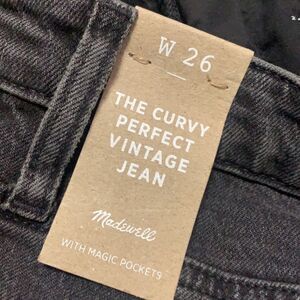 W 26
THE CURVY
PERFECT
VINTAGE
JEAN
Madewell
WITH MAGIC POCKETS